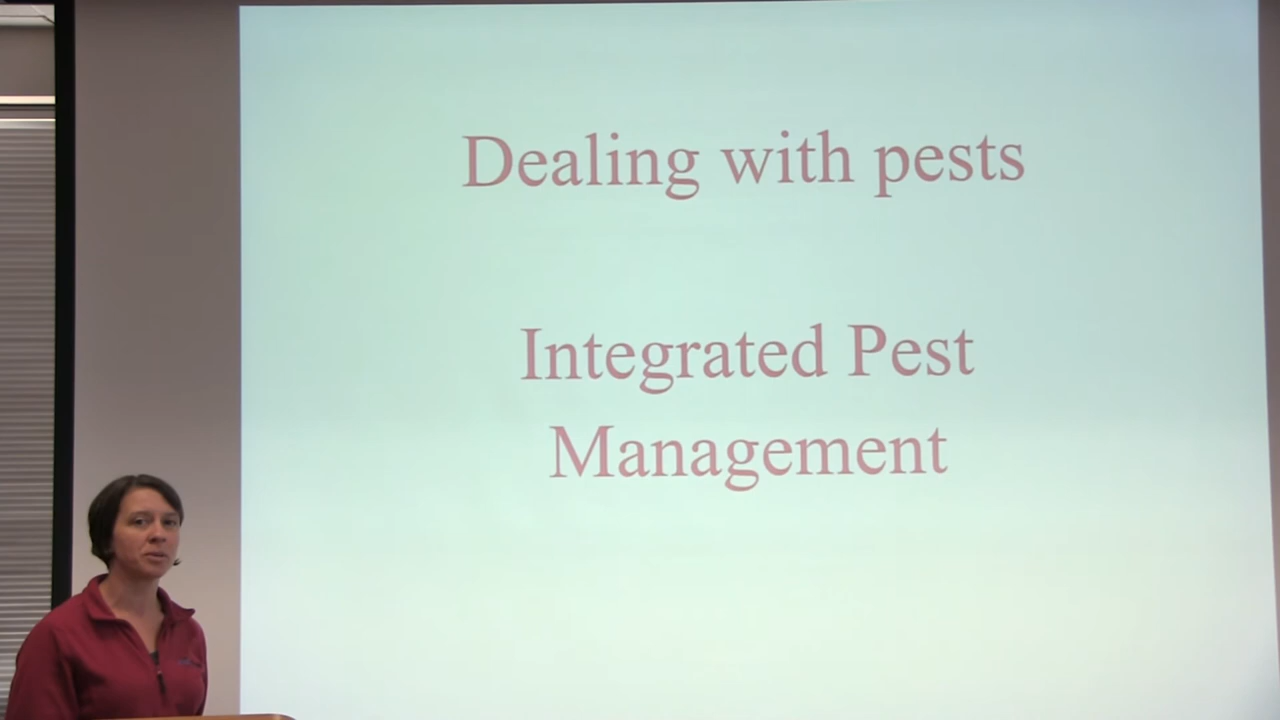 Dealing with pests
Integrated Pest
Management